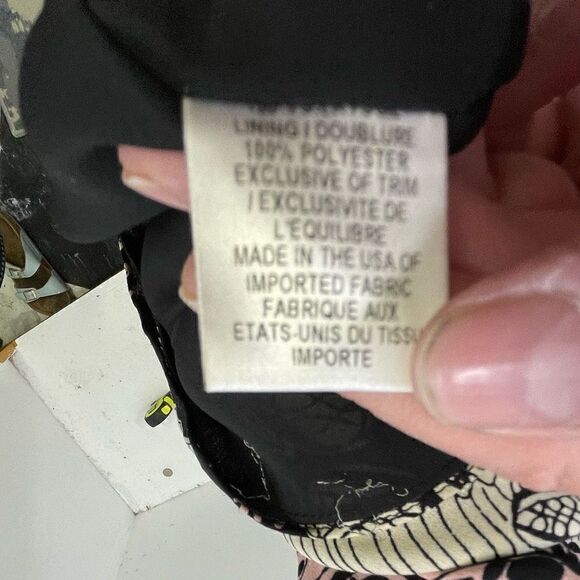 LINING / DOUBLURE
100% POLYESTER
EXCLUSIVE OF TRIM
/ EXCLUSIVITE DE
L'EQUILIBRE
MADE IN THE USA OF
IMPORTED FABRIC
FABRIQUE AUX
ETATS-UNIS DU TISSU
IMPORTE